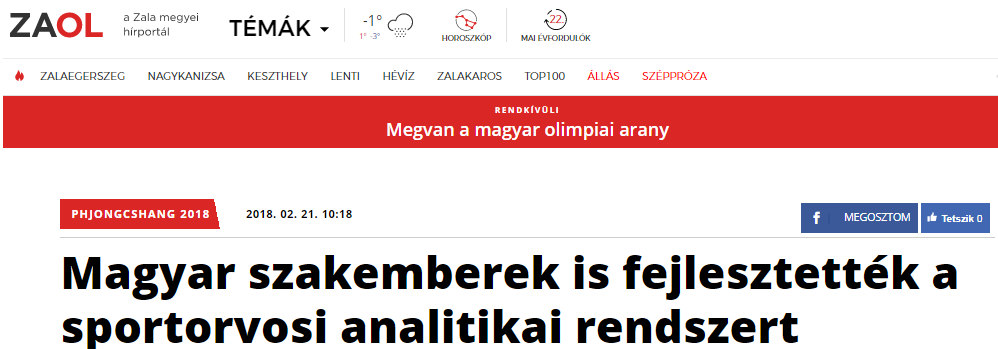 ZAOL
a Zala megyei
hírportál
TÉMÁK
-1°
1° -3°
HOROSZKÓP
22
MAI ÉVFORDULÓK
ZALAEGERSZEG NAGYKANIZSA KESZTHELY LENTI HÉVÍZ ZALAKAROS TOP100 ÁLLÁS SZÉPPRÓZA
RENDKÍVÜLI
Megvan a magyar olimpiai arany
PHJONGCSHANG 2018 2018. 02. 21. 10:18
f MEGOSZTOM Tetszik 0
Magyar szakemberek is fejlesztették a
sportorvosi analitikai rendszert